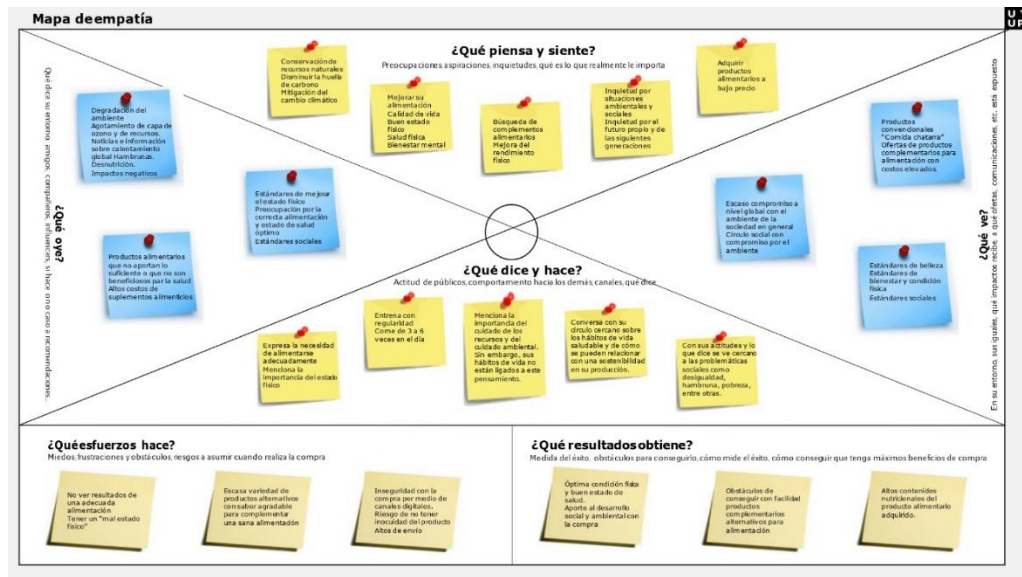 Mapa deempatía
U T
UP
¿Qué piensa y siente?
Preocupaciones, aspiraciones, inquietudes, qué es lo que realmente le importa
Conservación de
recursos naturales
Disminuir la huella
de carbono
Mitigación del
cambio climático
Mejorar su
alimentación
Calidad de vida
Buen estado
físico
Salud física
Bienestar mental
Búsqueda de
complementos
alimentarios
Mejora del
rendimiento
físico
Inquietud por
situaciones
ambientales y
sociales
Inquietud por el
futuro propio y de
las siguientes
generaciones
Adquirir
productos
alimentarios a
bajo precio
¿Qué oye?
Qué dice su entorno, amigos, compañeros, influencers, si hace o no caso a recomendaciones..
Degradación del
ambiente
Agotamiento de capa de
ozono y de recursos.
Noticias e Información
sobre calentamiento
global Hambrunas.
Desnutrición.
Impactos negativos
Estándares de mejorar
el estado físico
Preocupación por la
correcta alimentación
y estado de salud
óptimo
Estándares sociales
Productos alimentarios
que no aportan lo
suficiente o que no son
beneficiosos par la salud
Altos costos de
suplementos alimenticios
¿Qué ve?
En su entorno, sus iguales, qué impactos recibe, a qué ofertas, comunicaciones, etc. está expuesto
Productos
convencionales
"Comida chatarra"
Ofertas de productos
complementarios para
alimentación con
costos elevados.
Escaso compromiso a
nivel global con el
ambiente de la
sociedad en general
Círculo social con
compromiso por el
ambiente
Estándares de belleza
Estándares de
bienestar y condición
física
Estándares sociales
¿Qué dice y hace?
Actitud de públicos, comportamiento hacia los demás, canales, qué dice
Expresa la necesidad
de alimentarse
adecuadamente
Menciona la
importancia del estado
físico
Entrena con
regularidad
Come de 3 a 6
veces en el día
Menciona la
importancia del
cuidado de los
recursos y del
cuidado ambiental.
Sin embargo, sus
hábitos de vida no
están ligados a este
pensamiento.
Conversa con su
círculo cercano sobre
los hábitos de vida
saludable y de cómo
se pueden relacionar
con una sostenibilidad
en su producción.
Con sus actitudes y lo
que dice se ve cercano
a las problemáticas
sociales como
desigualdad,
hambruna, pobreza,
entre otras.
¿Quéesfuerzos hace?
Miedos, frustraciones y obstáculos, riesgos a asumir cuando realiza la compra
No ver resultados de
una adecuada
alimentación
Tener un "mal estado
físico"
Escasa variedad de
productos alternativos
con sabor agradable
para complementar
una sana alimentación
Inseguridad con la
compra por medio de
canales digitales.
Riesgo de no tener
inocuidad del producto
Altos de envío
¿Qué resultadosobtiene?
Medida del éxito, obstáculos para conseguirlo, cómo mide el éxito, cómo conseguir que tenga máximos beneficios de compra
Óptima condición física
y buen estado de
salud.
Aporte al desarrollo
social y ambiental con
la compra
Obstáculos de
conseguir con facilidad
productos
complementarios
alternativos para
alimentación
Altos contenidos
nutricionales del
producto alimentario
adquirido.